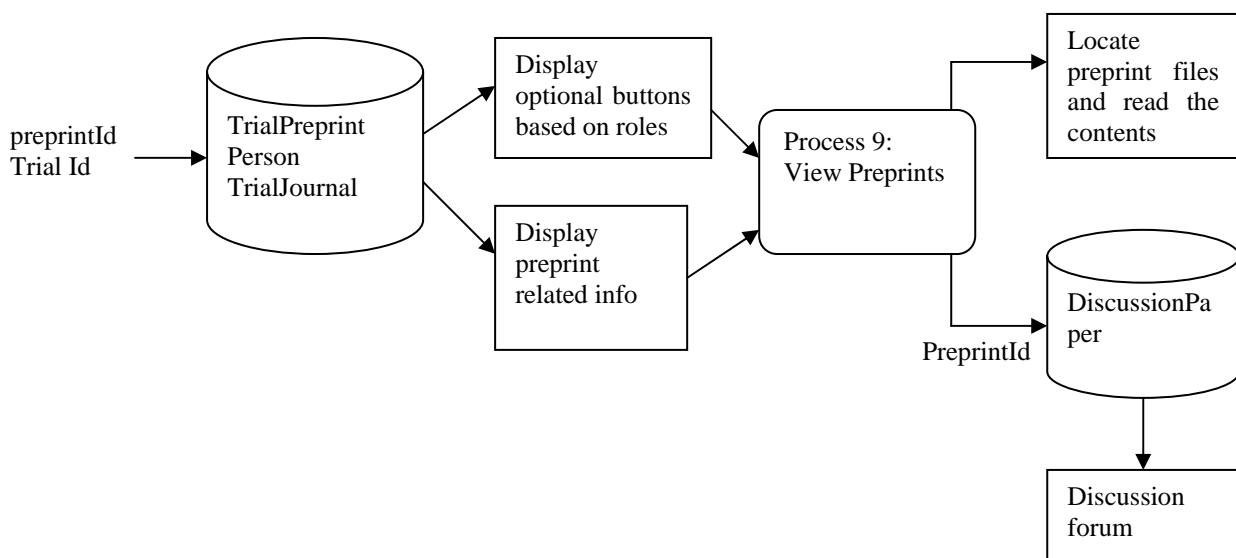 preprintId
Trial Id
TrialPreprint
Person
TrialJournal
Display
optional buttons
based on roles
Display
preprint
related info
Process 9:
View Preprints
Locate
preprint files
and read the
contents
PreprintId
DiscussionPa
per
Discussion
forum